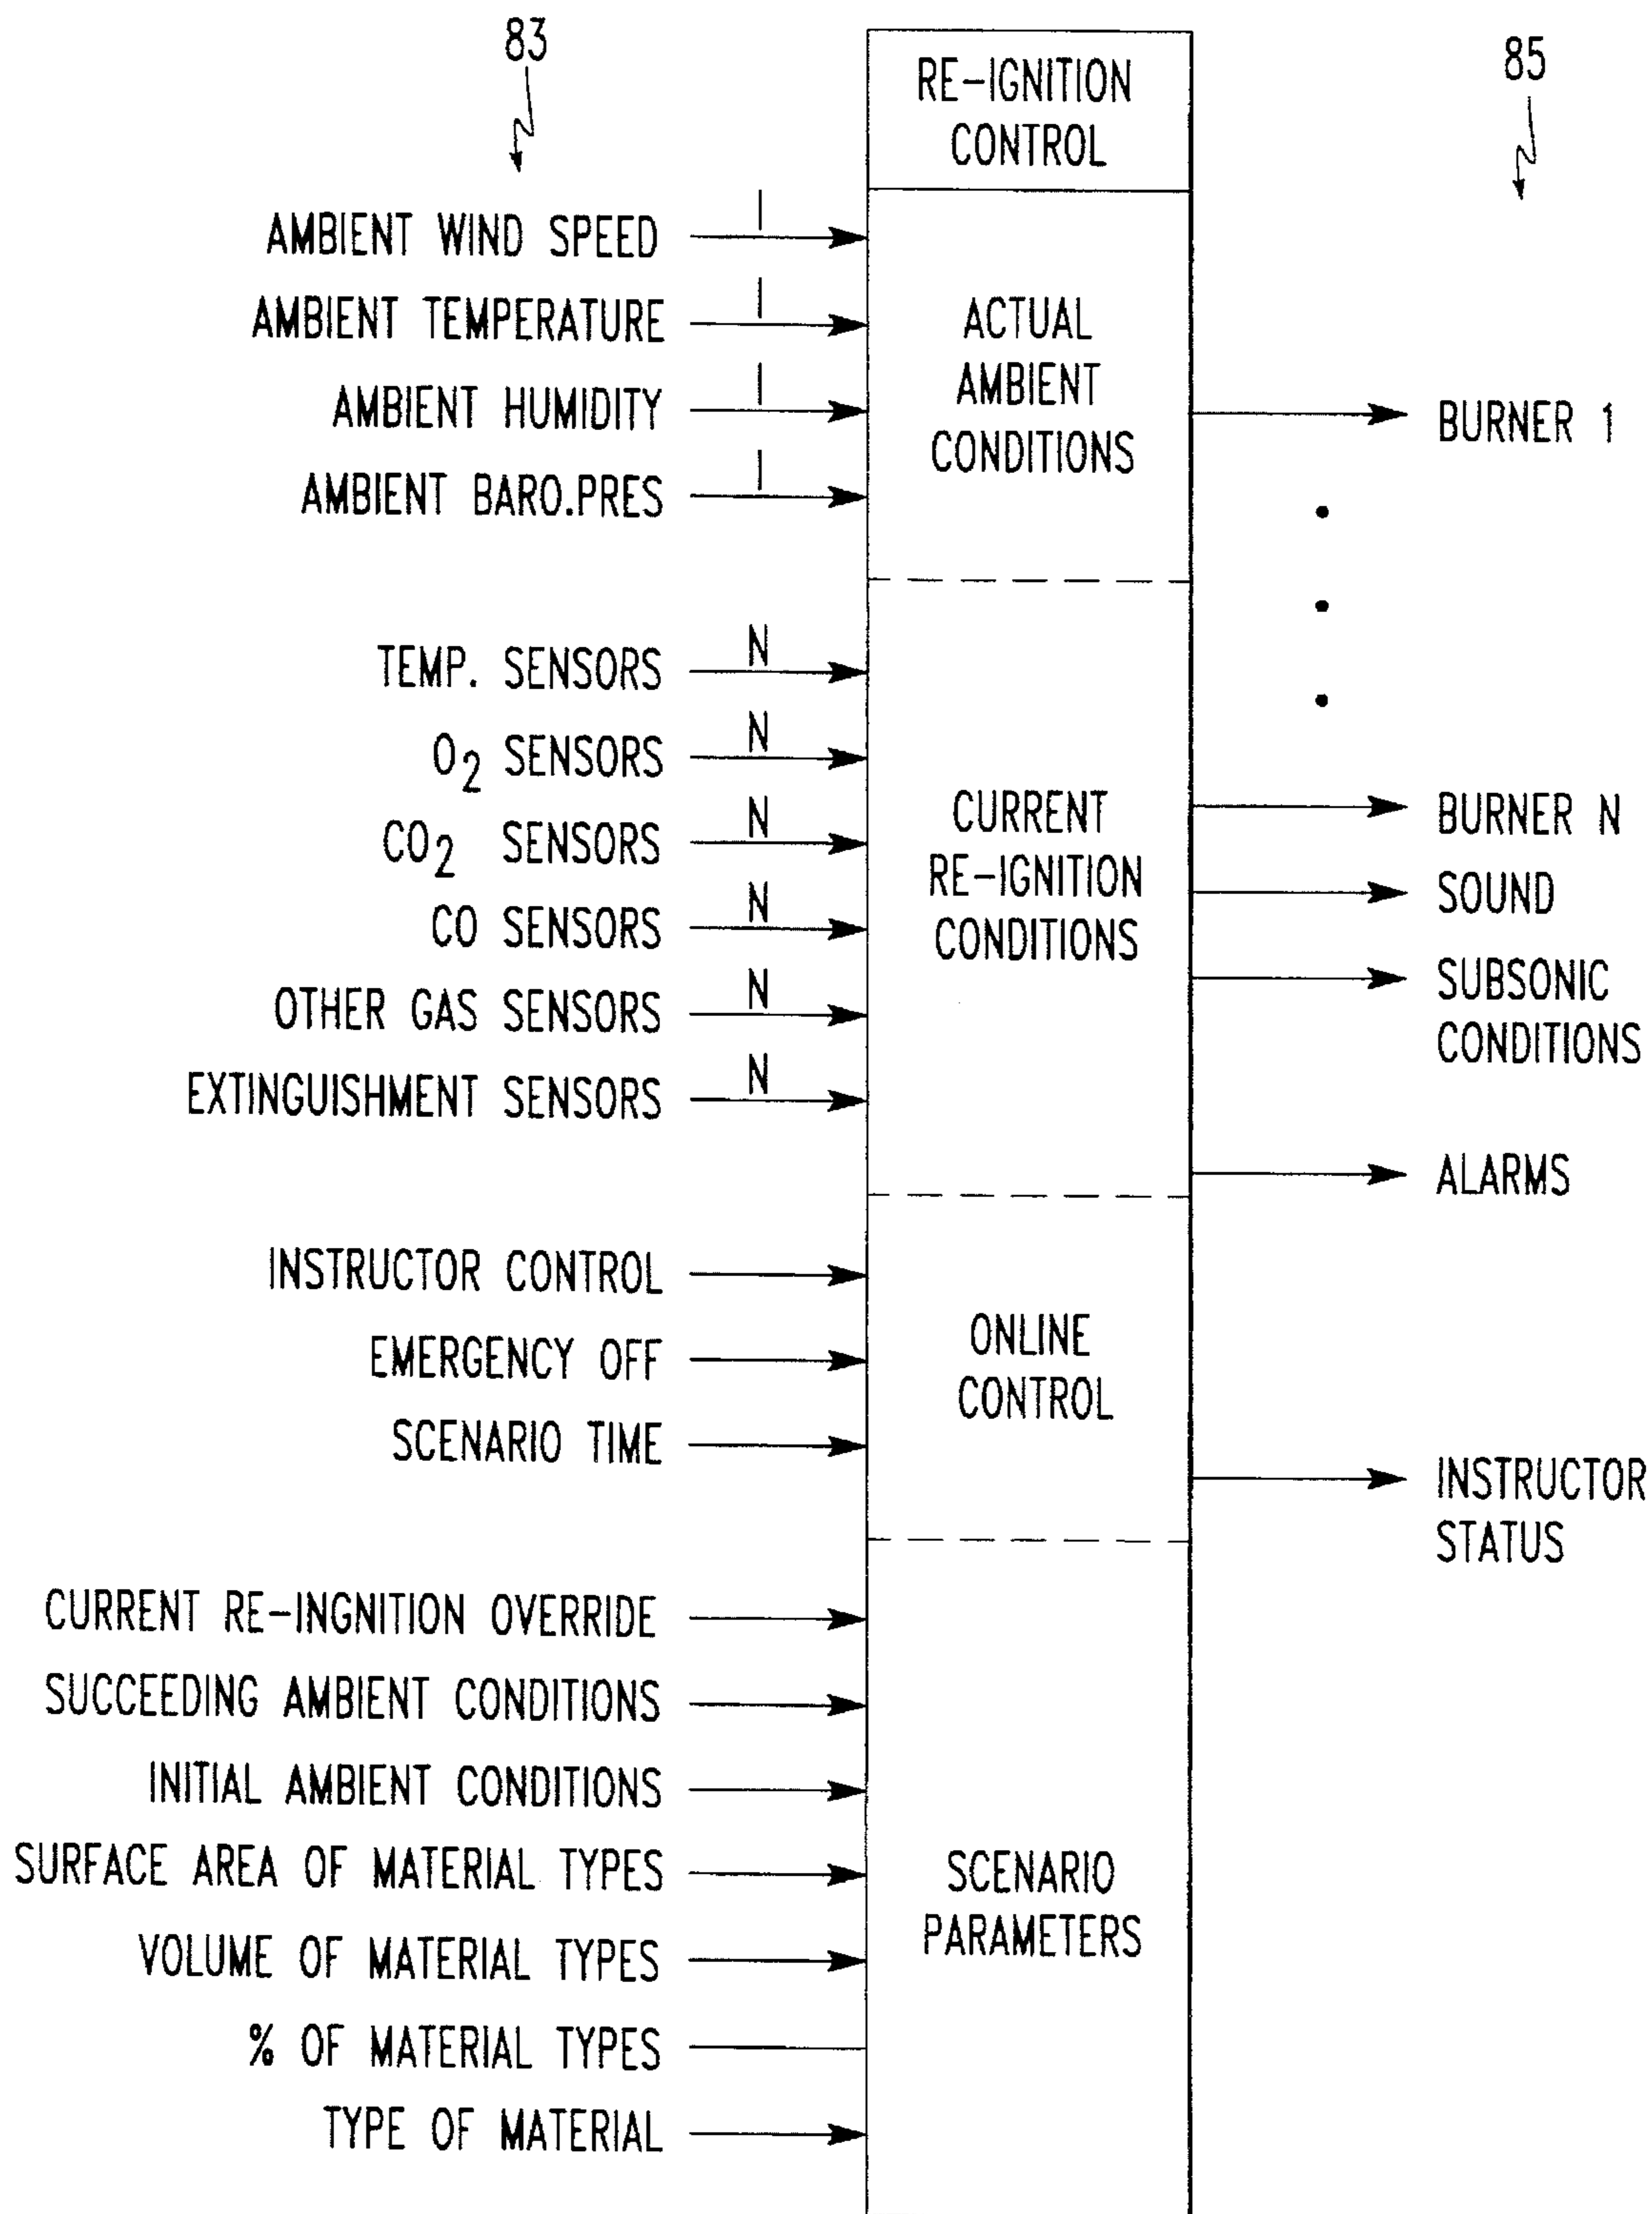 83
85
RE-IGNITION
CONTROL
AMBIENT WIND SPEED
I
AMBIENT TEMPERATURE
I
AMBIENT HUMIDITY
I
AMBIENT BARO.PRES
I
ACTUAL
AMBIENT
CONDITIONS
BURNER 1
TEMP. SENSORS
N
O2 SENSORS
N
CO2 SENSORS
N
CO SENSORS
N
OTHER GAS SENSORS
N
EXTINGUISHMENT SENSORS
N
CURRENT
RE-IGNITION
CONDITIONS
BURNER N
SOUND
SUBSONIC
CONDITIONS
ALARMS
INSTRUCTOR CONTROL
EMERGENCY OFF
SCENARIO TIME
ONLINE
CONTROL
INSTRUCTOR
STATUS
CURRENT RE-INGNITION OVERRIDE
SUCCEEDING AMBIENT CONDITIONS
INITIAL AMBIENT CONDITIONS
SURFACE AREA OF MATERIAL TYPES
VOLUME OF MATERIAL TYPES
% OF MATERIAL TYPES
TYPE OF MATERIAL
SCENARIO
PARAMETERS